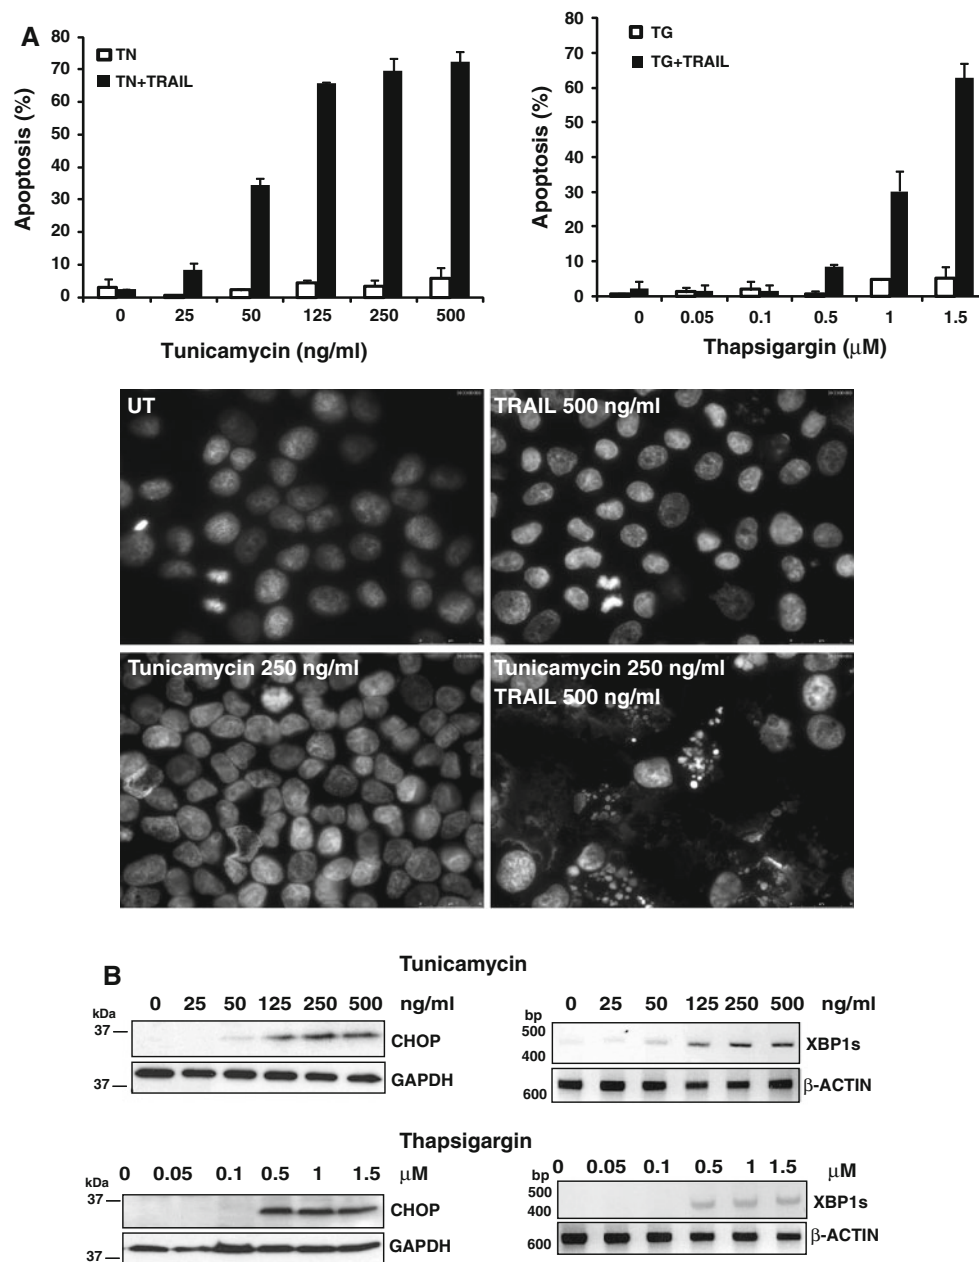 A
80
70
60
50
40
30
20
10
0
Apoptosis (%)
TN
TN+TRAIL
0 25 50 125 250 500
Tunicamycin (ng/ml)
80
70
60
50
40
30
20
10
0
Apoptosis (%)
TG
TG+TRAIL
0 0.05 0.1 0.5 1 1.5
Thapsigargin (μM)
UT
TRAIL 500 ng/ml
Tunicamycin 250 ng/ml
Tunicamycin 250 ng/ml
TRAIL 500 ng/ml
B
Tunicamycin
0 25 50 125 250 500 ng/ml
kDa
37
CHOP
37
GAPDH
0 25 50 125 250 500 ng/ml
bp
500
400
XBP1s
600
β-ACTIN
Thapsigargin
0 0.05 0.1 0.5 1 1.5 μM
kDa
37
CHOP
37
GAPDH
0 0.05 0.1 0.5 1 1.5 μM
bp
500
400
XBP1s
600
β-ACTIN